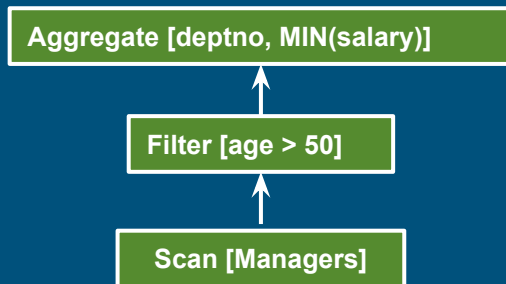 Aggregate [deptno, MIN(salary)]
Filter [age > 50]
Scan [Managers]